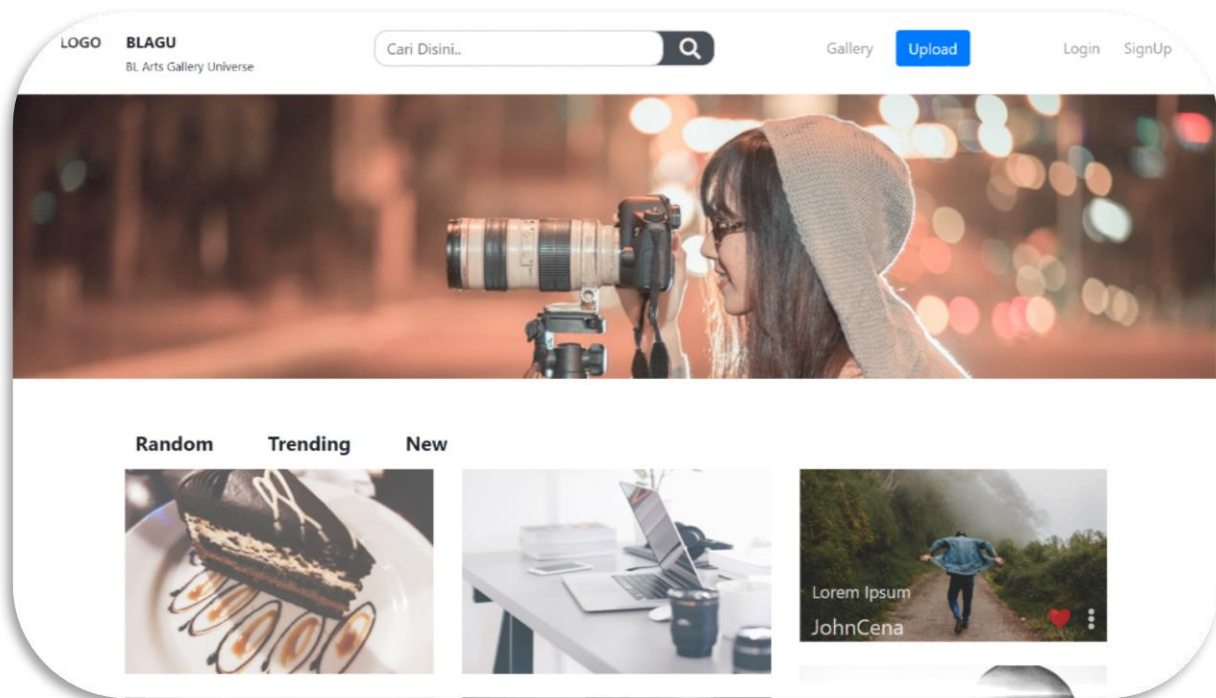 LOGO
BLAGU
BL Arts Gallery Universe
Cari Disini..
Gallery
Upload
Login
SignUp
Random
Trending
New
Lorem Ipsum
JohnCena